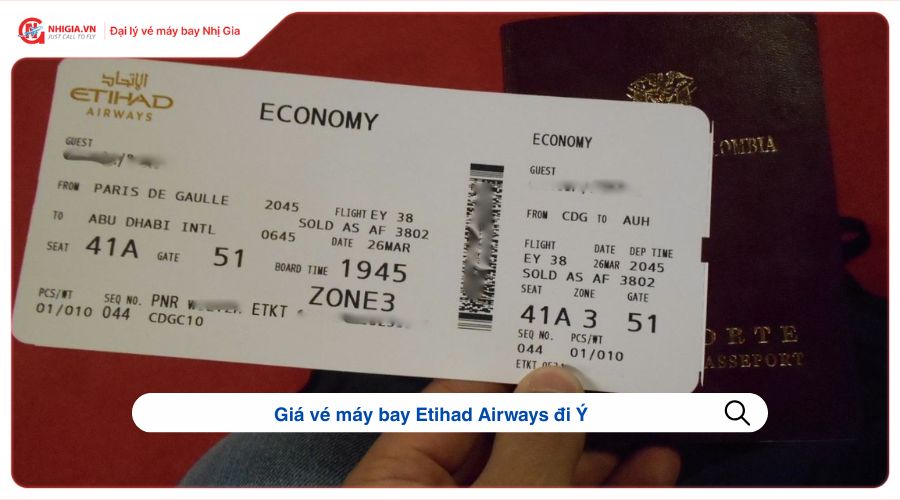 NHIGIA.VN
JUST CALL TO FLY
Đại lý vé máy bay Nhị Gia
الإتحاد
ETIHAD
AIRWAYS
ECONOMY
GUEST
FROM PARIS DE GAULLE 2045 FLIGHT EY 38
SOLD AS AF 3802
TO ABU DHABI INTL 0645 DATE 26MAR
SEAT 41A GATE 51 BOARD TIME 1945
ZONE3
PCS/WT SEQ NO. PNR ETKT
01/010 044 CDGC10
ECONOMY
GUEST
FROM CDG TO AUH
FLIGHT DATE DEP TIME
EY 38 26MAR 2045
SOLD AS AF 3802
SEAT ZONE GATE
41A 3 51
SEQ NO. PCS/WT
044 01/010
ETKT
LOMBIA
ORTE
ASSEPORT
Giá vé máy bay Etihad Airways đi Ý